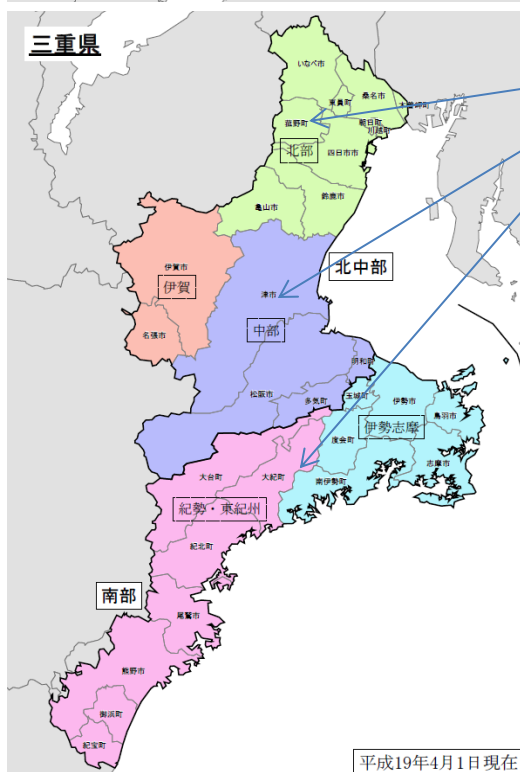 三重県
いなべ市
桑名市
東員町
木曽岬町
菰野町
朝日町
川越町
北部
四日市市
鈴鹿市
亀山市
伊賀市
伊賀
北中部
津市
名張市
中部
明和町
松阪市
多気町
玉城町
伊勢市
鳥羽市
伊勢志摩
度会町
志摩市
大台町
大紀町
南伊勢町
紀勢・東紀州
紀北町
南部
尾鷲市
熊野市
御浜町
紀宝町
平成19年4月1日現在